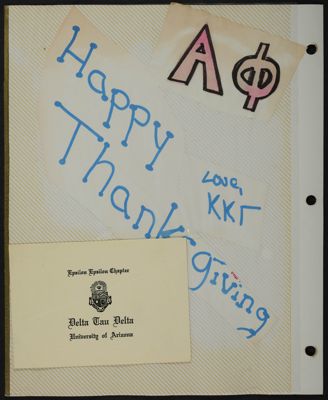 ΑΦ
Happy
Thanksgiving
Love,
ΚΚΓ
Epsilon Epsilon Chapter
Delta Tau Delta
University of Arizona